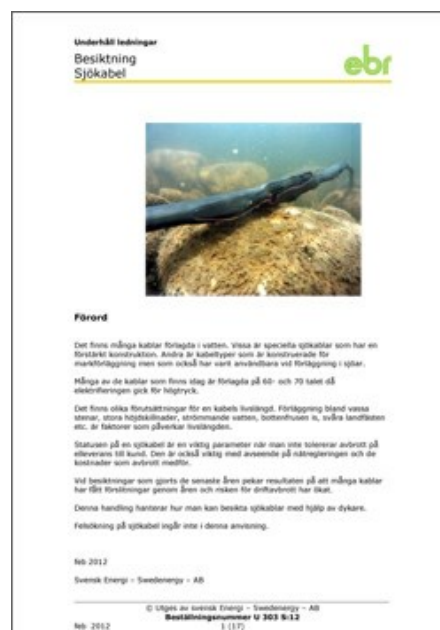 Underhåll ledningar
Besiktning
Sjökabel
ebr
Förord
Det finns många kablar förlagda i vatten. Vissa är speciella sjökablar som har en
förstärkt konstruktion. Andra är kabeltyper som är konstruerade för
markförläggning men som också har varit användbara vid förläggning i sjöar.
Många av de kablar som finns idag är förlagda på 60- och 70 talet då
elektrifieringen gick för högtryck.
Det finns olika förutsättningar för en kabels livslängd. Förläggning bland vassa
stenar, stora höjdskillnader, strömmande vatten, bottenfrusen is, svåra landfästen
etc. är faktorer som påverkar livslängden.
Statusen på en sjökabel är en viktig parameter när man inte tolererar avbrott på
elleverans till kund. Den är också viktig med avseende på nätregleringen och de
kostnader som avbrott medför.
Vid besiktningar som gjorts de senaste åren pekar resultaten på att många kablar
har fått förslitningar genom åren och risken för driftavbrott har ökat.
Denna handling hanterar hur man kan besikta sjökablar med hjälp av dykare.
Felsökning på sjökabel ingår inte i denna anvisning.
feb 2012
Svensk Energi – Swedenergy – AB
© Utges av svensk Energi – Swedenergy – AB
Beställningsnummer U 303 S:12
feb 2012 1 (17)